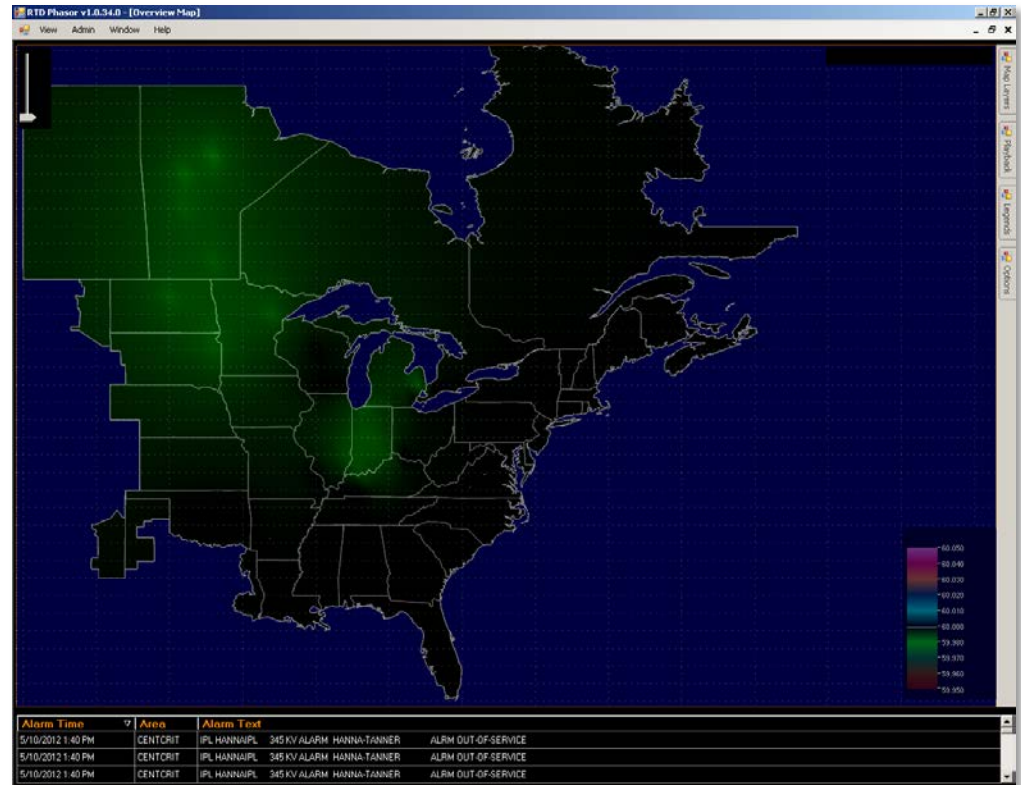 RTD Phasor v1.0.34.0 - [Overview Map]
View Admin Window Help
Map Layers
Playback
Legends
Options
60.050
60.040
60.030
60.020
60.010
60.000
59.980
59.970
59.960
59.950
Alarm Time Area Alarm Text
5/10/2012 1:40 PM CENTCRIT IPL HANNAIPL 345 KV ALARM HANNA-TANNER ALRM OUT-OF-SERVICE
5/10/2012 1:40 PM CENTCRIT IPL HANNAIPL 345 KV ALARM HANNA-TANNER ALRM OUT-OF-SERVICE
5/10/2012 1:40 PM CENTCRIT IPL HANNAIPL 345 KV ALARM HANNA-TANNER ALRM OUT-OF-SERVICE